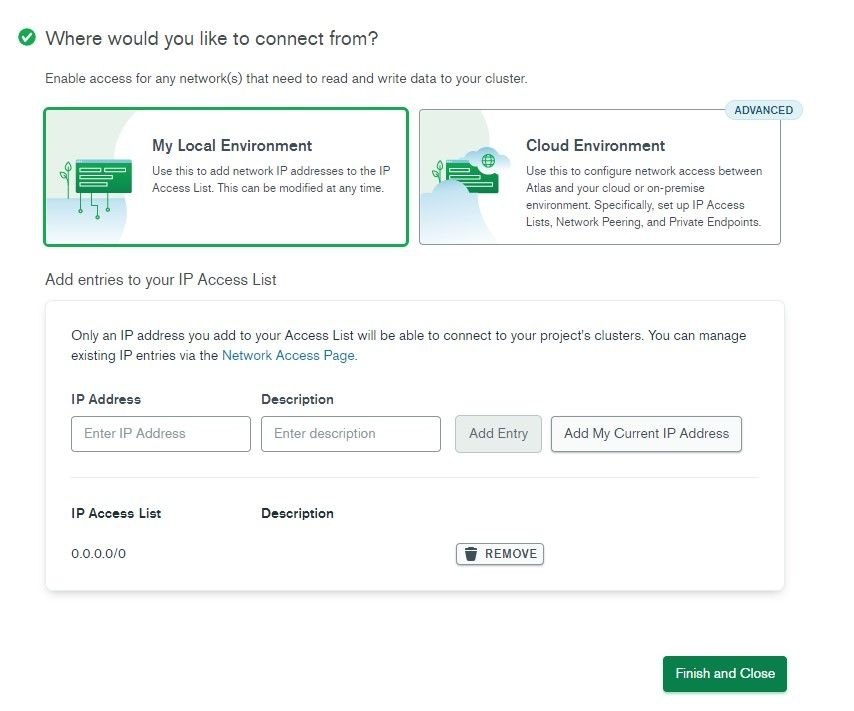 Where would you like to connect from?
Enable access for any network(s) that need to read and write data to your cluster.
ADVANCED
My Local Environment
Use this to add network IP addresses to the IP
Access List. This can be modified at any time.
Cloud Environment
Use this to configure network access between
Atlas and your cloud or on-premise
environment. Specifically, set up IP Access
Lists, Network Peering, and Private Endpoints.
Add entries to your IP Access List
Only an IP address you add to your Access List will be able to connect to your project's clusters. You can manage
existing IP entries via the Network Access Page.
IP Address Description
Enter IP Address Enter description Add Entry Add My Current IP Address
IP Access List Description
0.0.0.0/0 REMOVE
Finish and Close